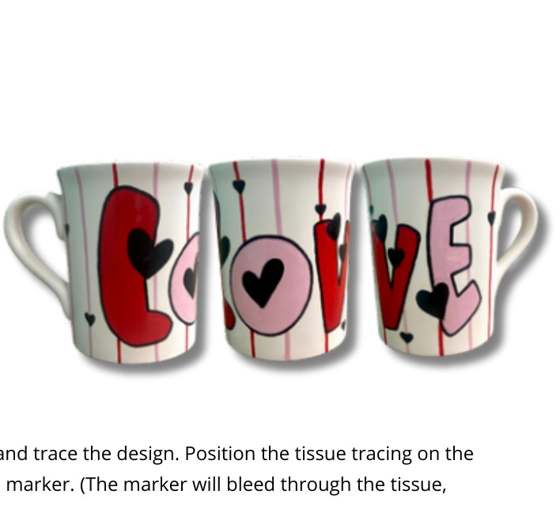 LOVE
and trace the design. Position the tissue tracing on the
marker. (The marker will bleed through the tissue,